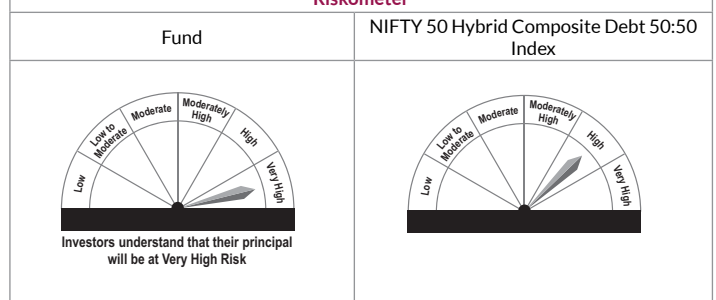 Riskometer
Fund
NIFTY 50 Hybrid Composite Debt 50:50
Index
Low
Low to
Moderate
Moderate
Moderately
High
High
Very High
Investors understand that their principal
will be at Very High Risk
Low
Low to
Moderate
Moderate
Moderately
High
High
Very High